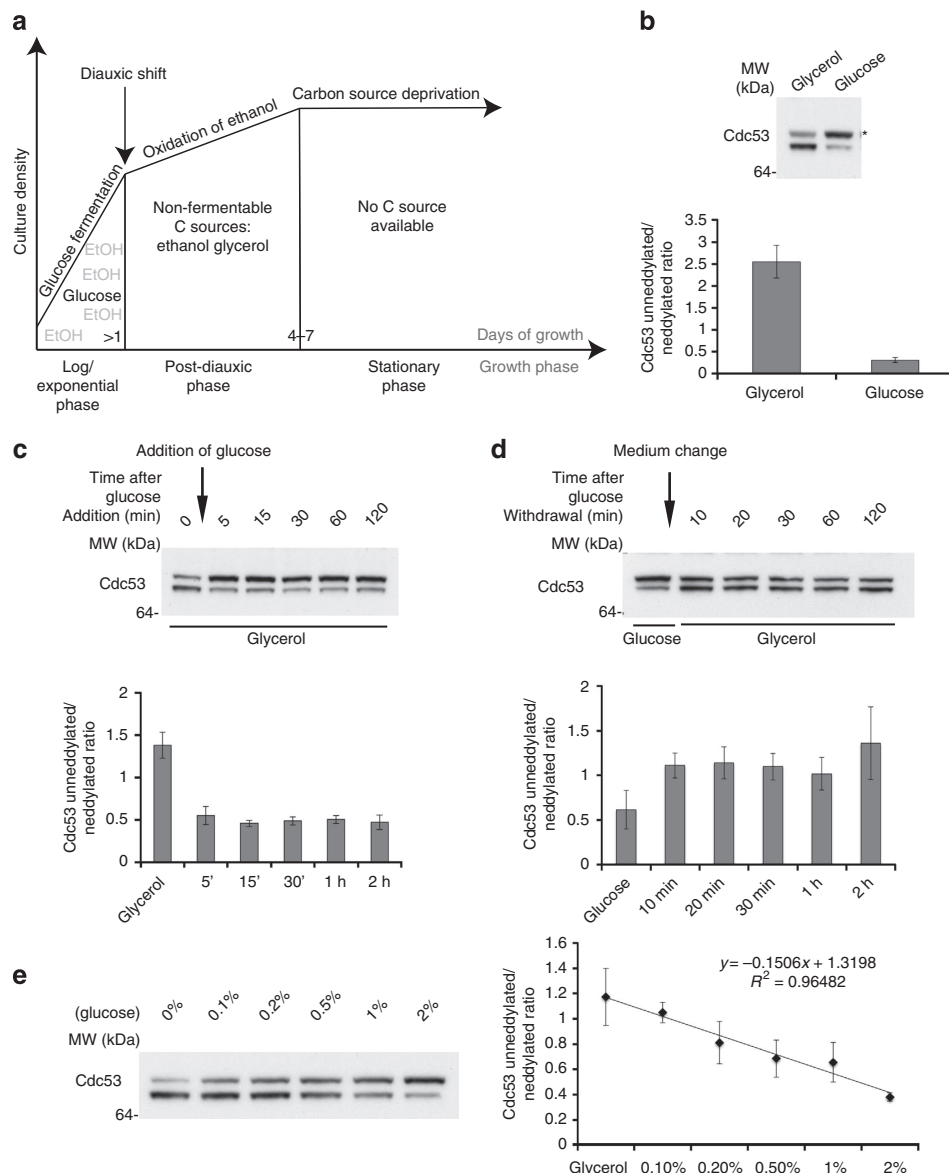 a
Diauxic shift
Culture density
Glucose fermentation
Oxidation of ethanol
Carbon source deprivation
Non-fermentable
C sources:
ethanol glycerol
No C source
available
EtOH
EtOH
Glucose
EtOH
EtOH
>1
4–7
Days of growth
Log/
exponential
phase
Post-diauxic
phase
Stationary
phase
Growth phase
b
MW
(kDa)
Glycerol
Glucose
Cdc53
*
64-
Cdc53 unneddylated/
neddylated ratio
3.5
3
2.5
2
1.5
1
0.5
0
Glycerol
Glucose
c
Addition of glucose
Time after
glucose
Addition (min)
0
5
15
30
60
120
MW (kDa)
Cdc53
64-
Glycerol
Cdc53 unneddylated/
neddylated ratio
2
1.5
1
0.5
0
Glycerol
5'
15'
30'
1 h
2 h
d
Medium change
Time after
glucose
Withdrawal (min)
10
20
30
60
120
MW (kDa)
Cdc53
64-
Glucose
Glycerol
Cdc53 unneddylated/
neddylated ratio
2
1.5
1
0.5
0
Glucose
10 min
20 min
30 min
1 h
2 h
e
(glucose)
0%
0.1%
0.2%
0.5%
1%
2%
MW (kDa)
Cdc53
64-
Cdc53 unneddylated/
neddylated ratio
1.6
1.4
1.2
1.0
0.8
0.6
0.4
0.2
0
y = –0.1506x + 1.3198
R² = 0.96482
Glycerol
0.10%
0.20%
0.50%
1%
2%